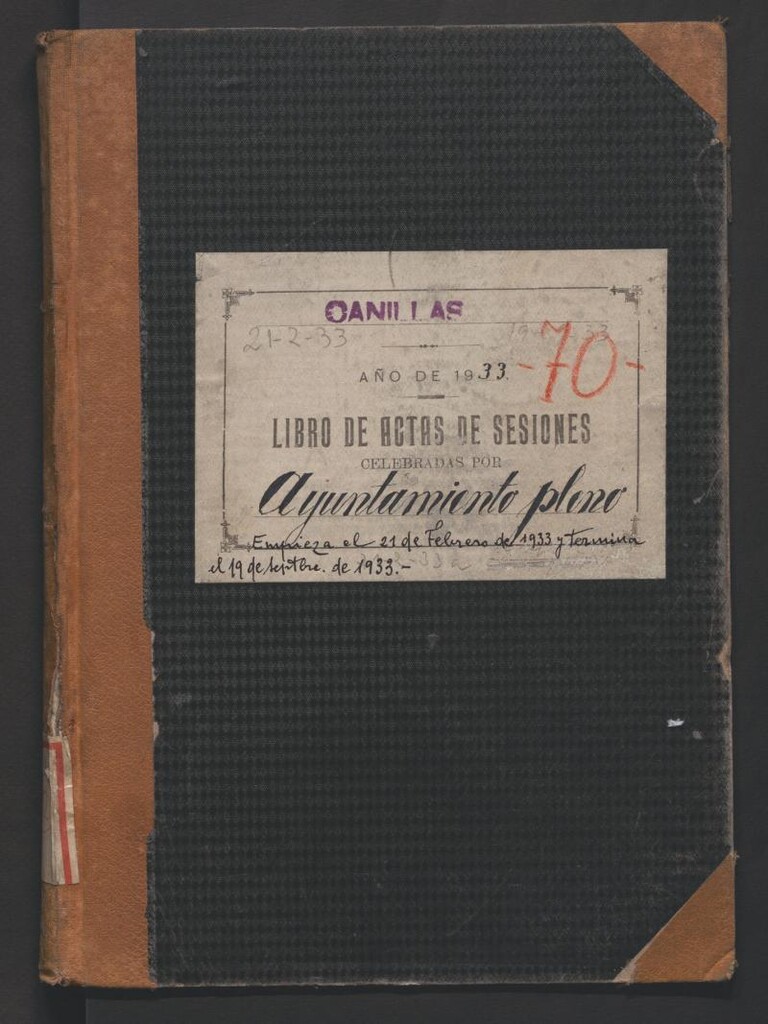 CANILLAS
21-2-33
AÑO DE 1933.
-70-
LIBRO DE ACTAS DE SESIONES
CELEBRADAS POR
Ayuntamiento pleno
Empieza el 21 de Febrero de 1933 y termina
el 19 de septbre. de 1933.-